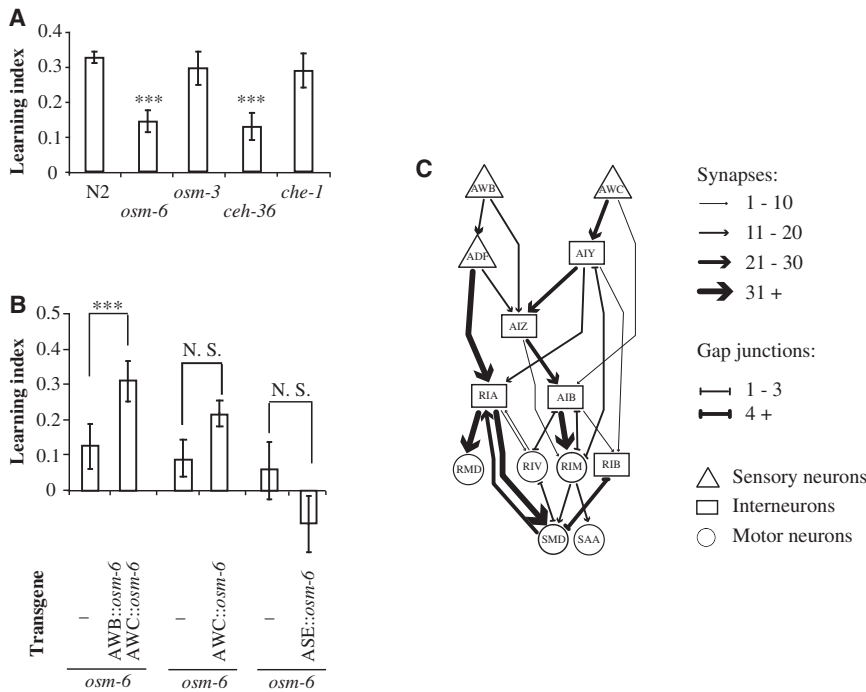 A
Learning index
0.4
0.3
0.2
0.1
0
***
***
N2
osm-6
osm-3
ceh-36
che-1
B
Learning index
0.5
0.4
0.3
0.2
0.1
0
***
N. S.
N. S.
Transgene
–
AWB::osm-6
AWC::osm-6
–
AWC::osm-6
–
ASE::osm-6
osm-6
osm-6
osm-6
C
AWB
AWC
ADF
AIY
AIZ
RIA
AIB
RMD
RIV
RIM
RIB
SMD
SAA
Synapses:
1 - 10
11 - 20
21 - 30
31 +
Gap junctions:
1 - 3
4 +
Sensory neurons
Interneurons
Motor neurons